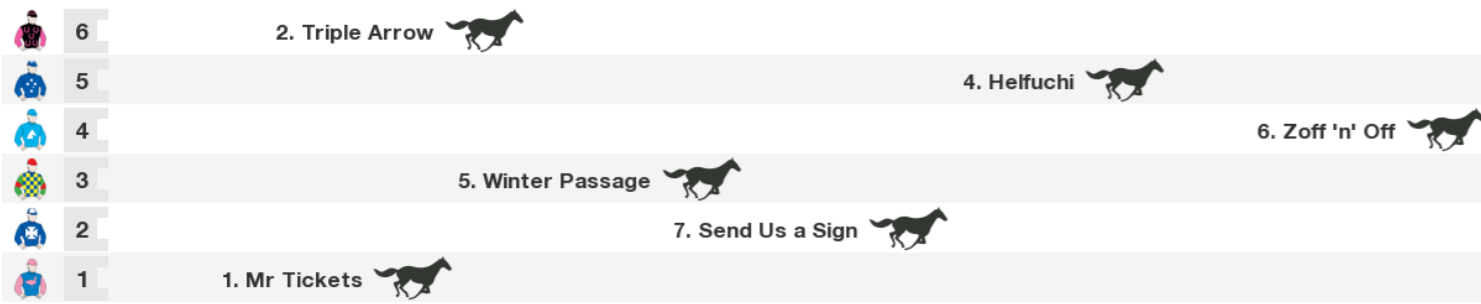 6 2. Triple Arrow
5 4. Helfuchi
4 6. Zoff 'n' Off
3 5. Winter Passage
2 7. Send Us a Sign
1 1. Mr Tickets